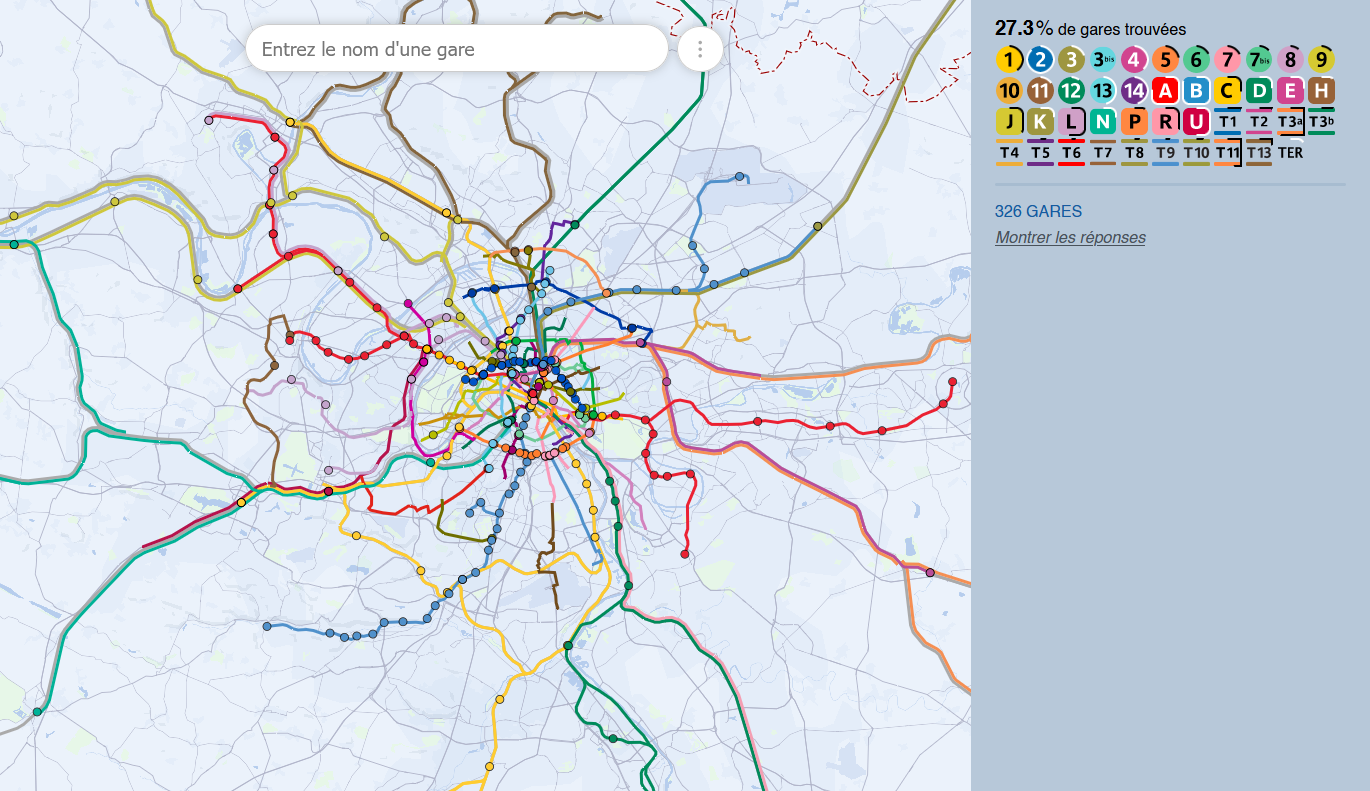 Entrez le nom d'une gare
27.3% de gares trouvées
1 2 3 3bis 4 5 6 7 7bis 8 9
10 11 12 13 14 A B C D E H
J K L N P R U T1 T2 T3a T3b
T4 T5 T6 T7 T8 T9 T10 T11 T13 TER
326 GARES
Montrer les réponses